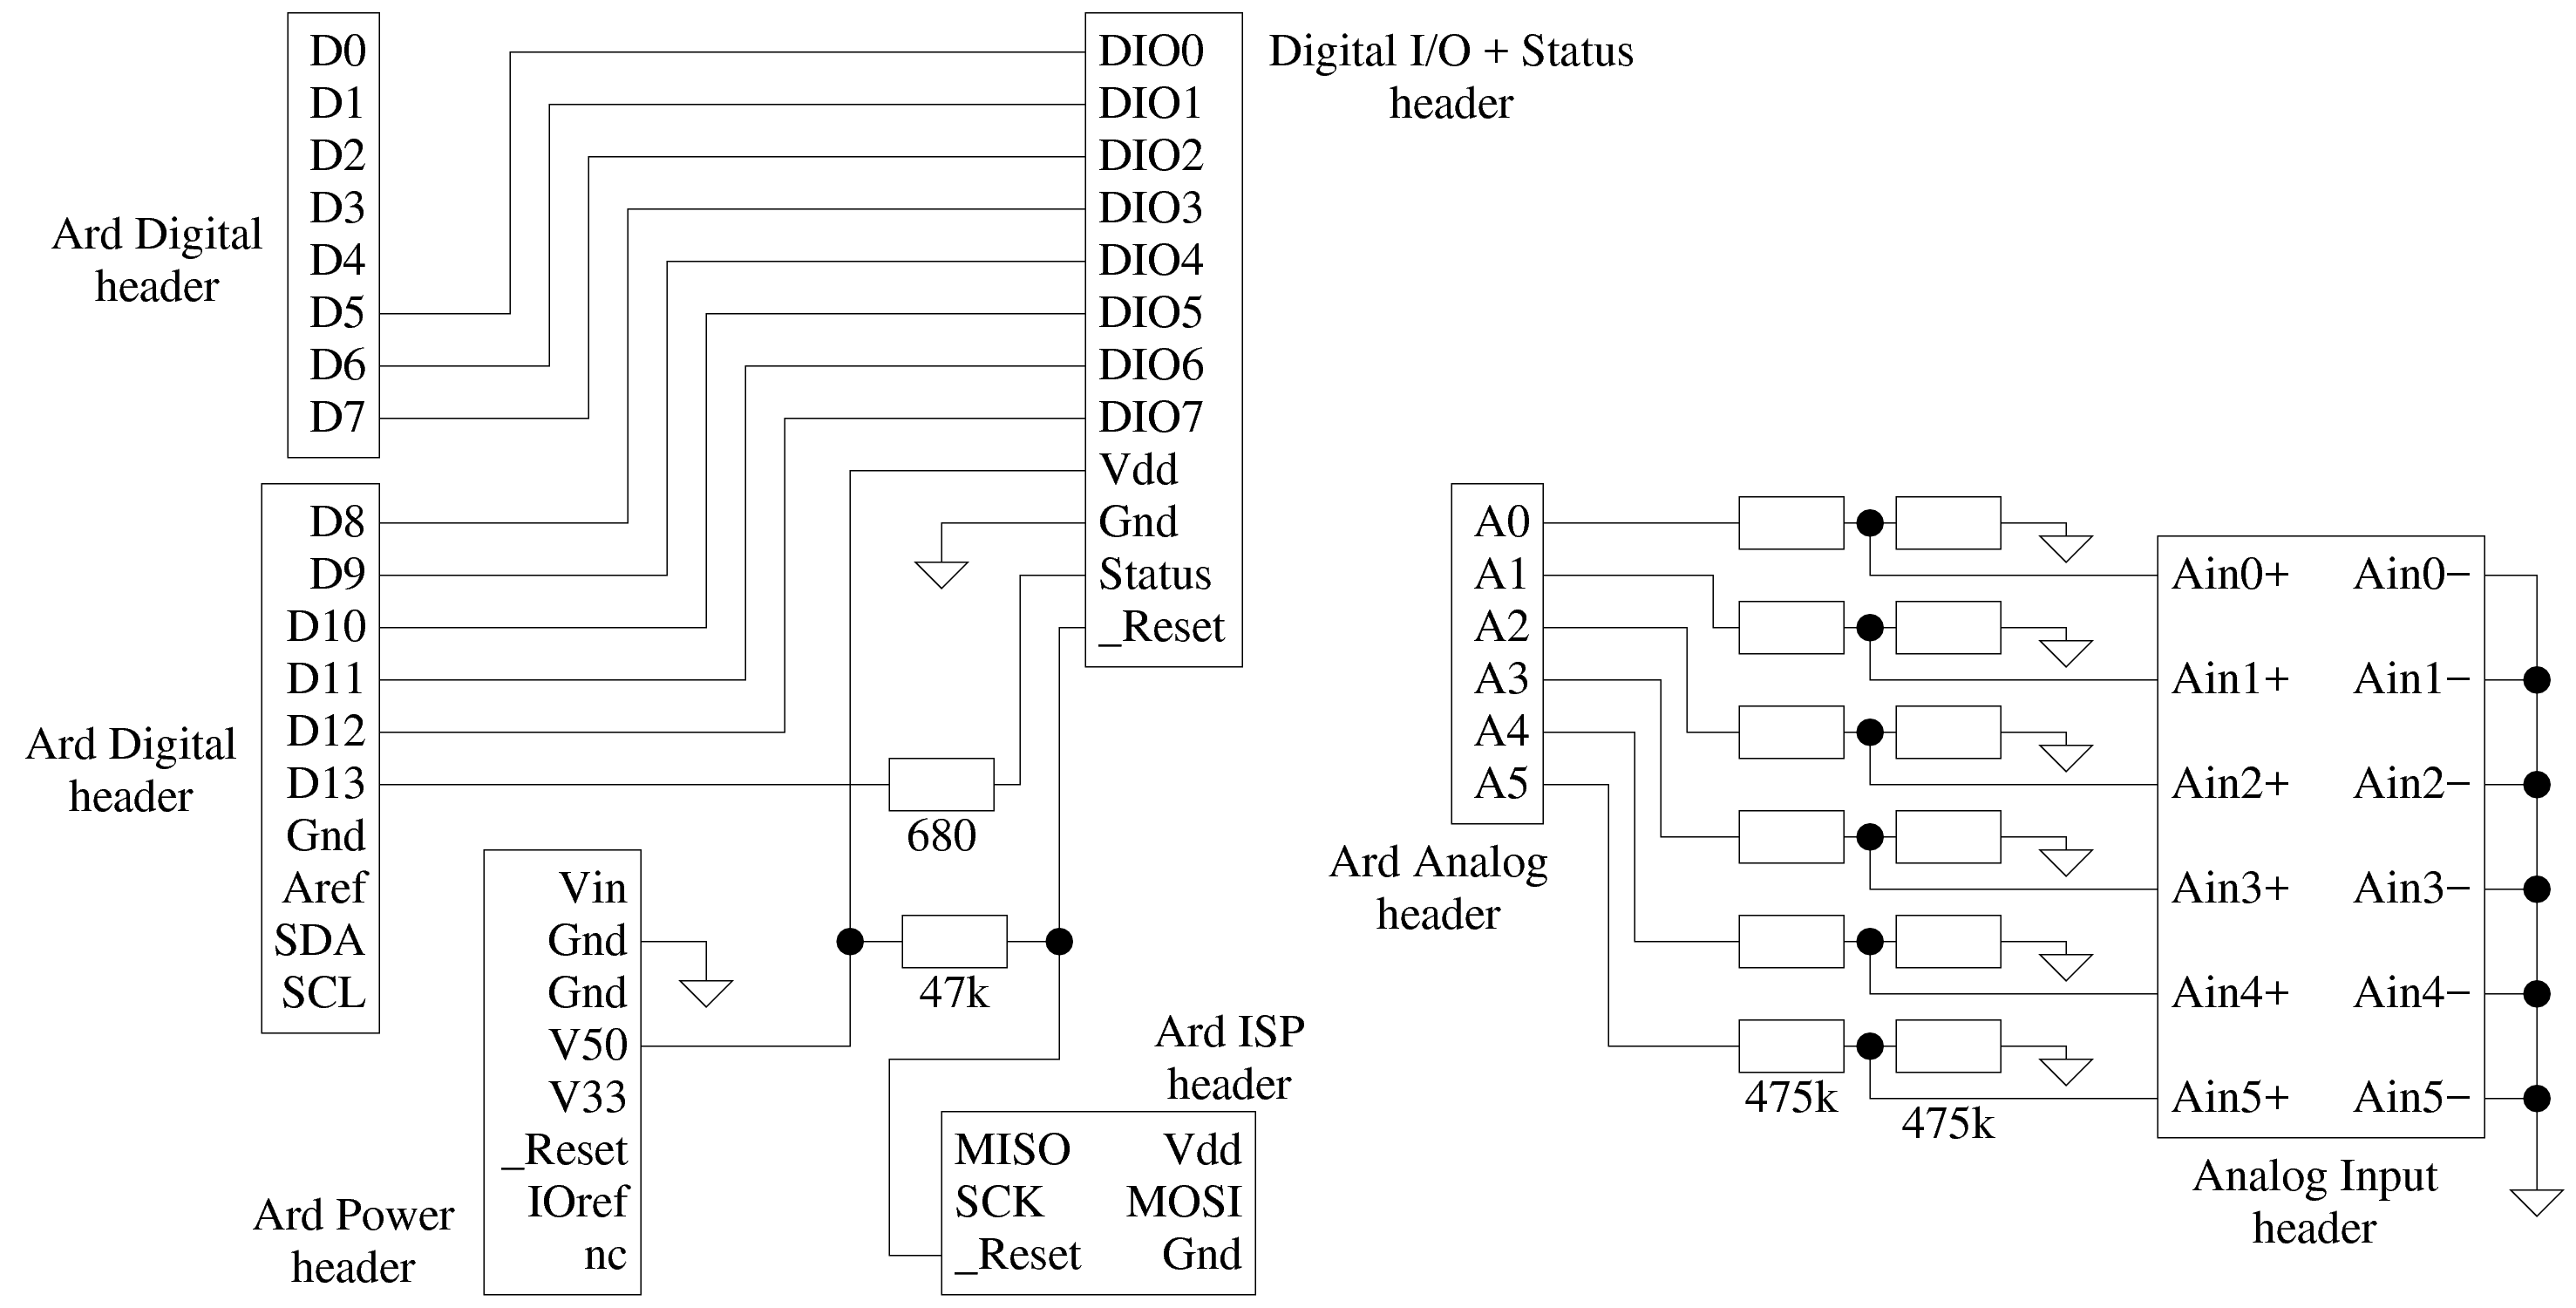 D0
D1
D2
D3
D4
D5
D6
D7
Ard Digital
header
DIO0
DIO1
DIO2
DIO3
DIO4
DIO5
DIO6
DIO7
Vdd
Gnd
Status
_Reset
Digital I/O + Status
header
D8
D9
D10
D11
D12
D13
Gnd
Aref
SDA
SCL
Ard Digital
header
680
47k
Vin
Gnd
Gnd
V50
V33
_Reset
IOref
nc
Ard Power
header
Ard ISP
header
MISO Vdd
SCK MOSI
_Reset Gnd
A0
A1
A2
A3
A4
A5
Ard Analog
header
475k
475k
Ain0+ Ain0−
Ain1+ Ain1−
Ain2+ Ain2−
Ain3+ Ain3−
Ain4+ Ain4−
Ain5+ Ain5−
Analog Input
header